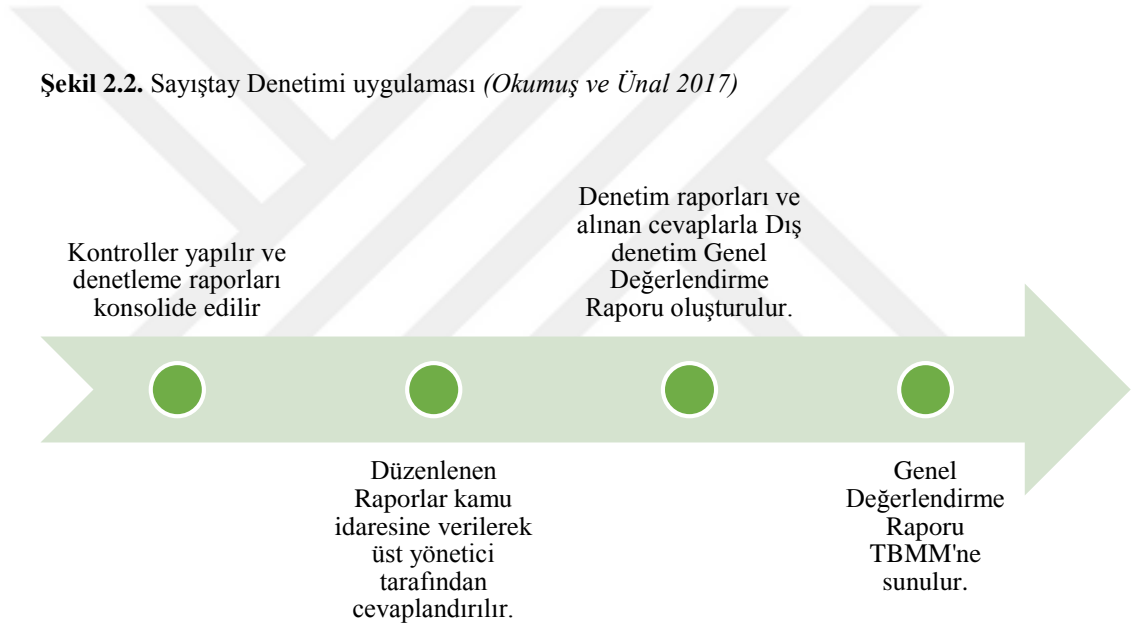 Şekil 2.2. Sayıştay Denetimi uygulaması (Okumuş ve Ünal 2017)
Kontroller yapılır ve
denetleme raporları
konsolide edilir
Düzenlenen
Raporlar kamu
idaresine verilerek
üst yönetici
tarafından
cevaplandırılır.
Denetim raporları ve
alınan cevaplarla Dış
denetim Genel
Değerlendirme
Raporu oluşturulur.
Genel
Değerlendirme
Raporu
TBMM'ne
sunulur.